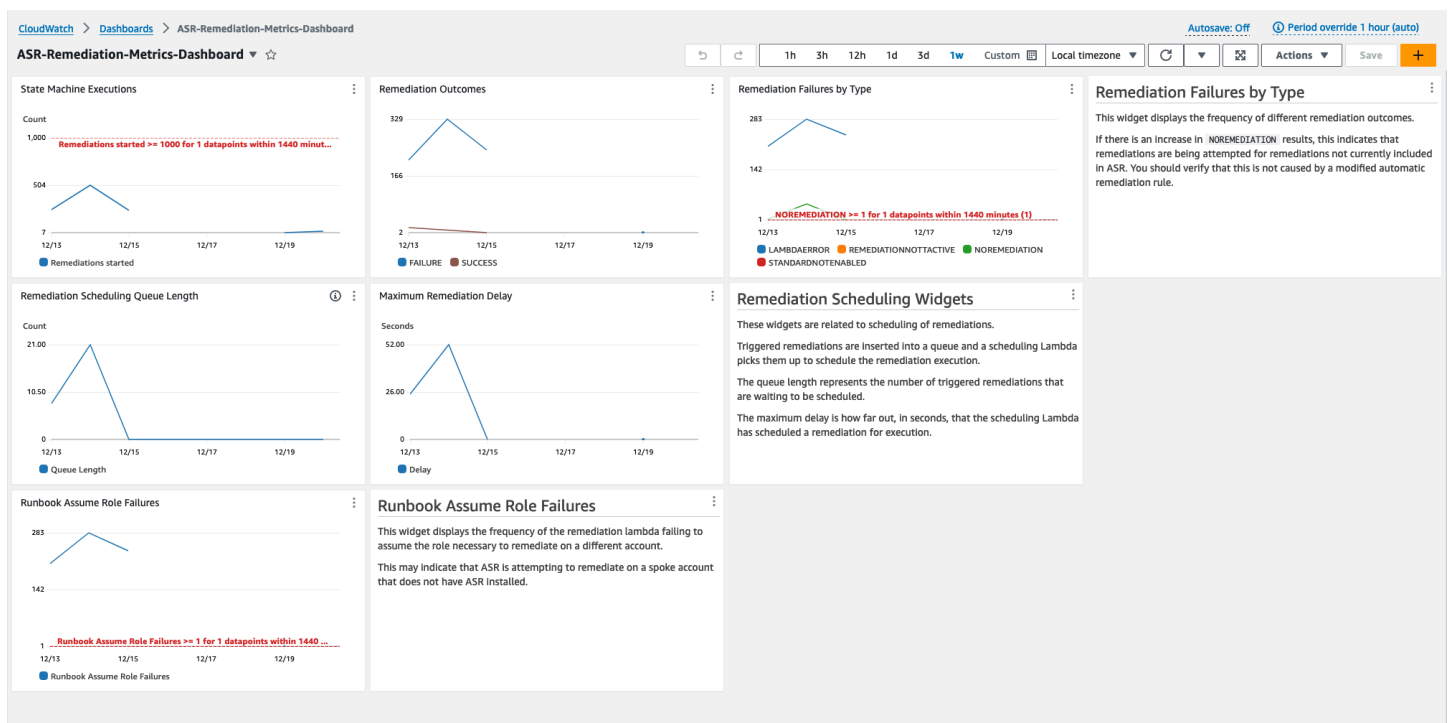 CloudWatch > Dashboards > ASR-Remediation-Metrics-Dashboard
Autosave: Off
Period override 1 hour (auto)
ASR-Remediation-Metrics-Dashboard
1h 3h 12h 1d 3d 1w Custom
Local timezone
Actions
Save
+
State Machine Executions
Count
1,000
Remediations started >= 1000 for 1 datapoints within 1440 minut...
504
7
12/13 12/15 12/17 12/19
Remediations started
Remediation Outcomes
329
166
2
12/13 12/15 12/17 12/19
FAILURE SUCCESS
Remediation Failures by Type
283
142
1
NOREMEDIATION >= 1 for 1 datapoints within 1440 minutes (1)
12/13 12/15 12/17 12/19
LAMBDAERROR REMEDIATIONNOTTACTIVE NOREMEDIATION
STANDARDNOTENABLED
Remediation Failures by Type
This widget displays the frequency of different remediation outcomes.
If there is an increase in NOREMEDIATION results, this indicates that
remediations are being attempted for remediations not currently included
in ASR. You should verify that this is not caused by a modified automatic
remediation rule.
Remediation Scheduling Queue Length
Count
21.00
10.50
0
12/13 12/15 12/17 12/19
Queue Length
Maximum Remediation Delay
Seconds
52.00
26.00
0
12/13 12/15 12/17 12/19
Delay
Remediation Scheduling Widgets
These widgets are related to scheduling of remediations.
Triggered remediations are inserted into a queue and a scheduling Lambda
picks them up to schedule the remediation execution.
The queue length represents the number of triggered remediations that
are waiting to be scheduled.
The maximum delay is how far out, in seconds, that the scheduling Lambda
has scheduled a remediation for execution.
Runbook Assume Role Failures
283
142
1
Runbook Assume Role Failures >= 1 for 1 datapoints within 1440 ...
12/13 12/15 12/17 12/19
Runbook Assume Role Failures
Runbook Assume Role Failures
This widget displays the frequency of the remediation lambda failing to
assume the role necessary to remediate on a different account.
This may indicate that ASR is attempting to remediate on a spoke account
that does not have ASR installed.